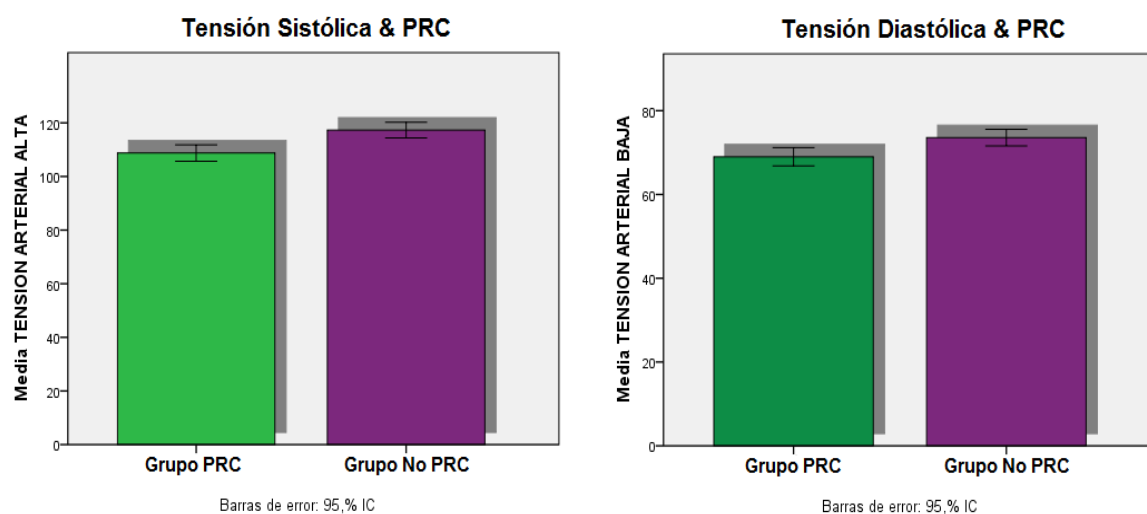 Tensión Sistólica & PRC
Media TENSION ARTERIAL ALTA
120
100
80
60
40
20
0
Grupo PRC
Grupo No PRC
Barras de error: 95,% IC
Tensión Diastólica & PRC
Media TENSION ARTERIAL BAJA
80
60
40
20
0
Grupo PRC
Grupo No PRC
Barras de error: 95,% IC